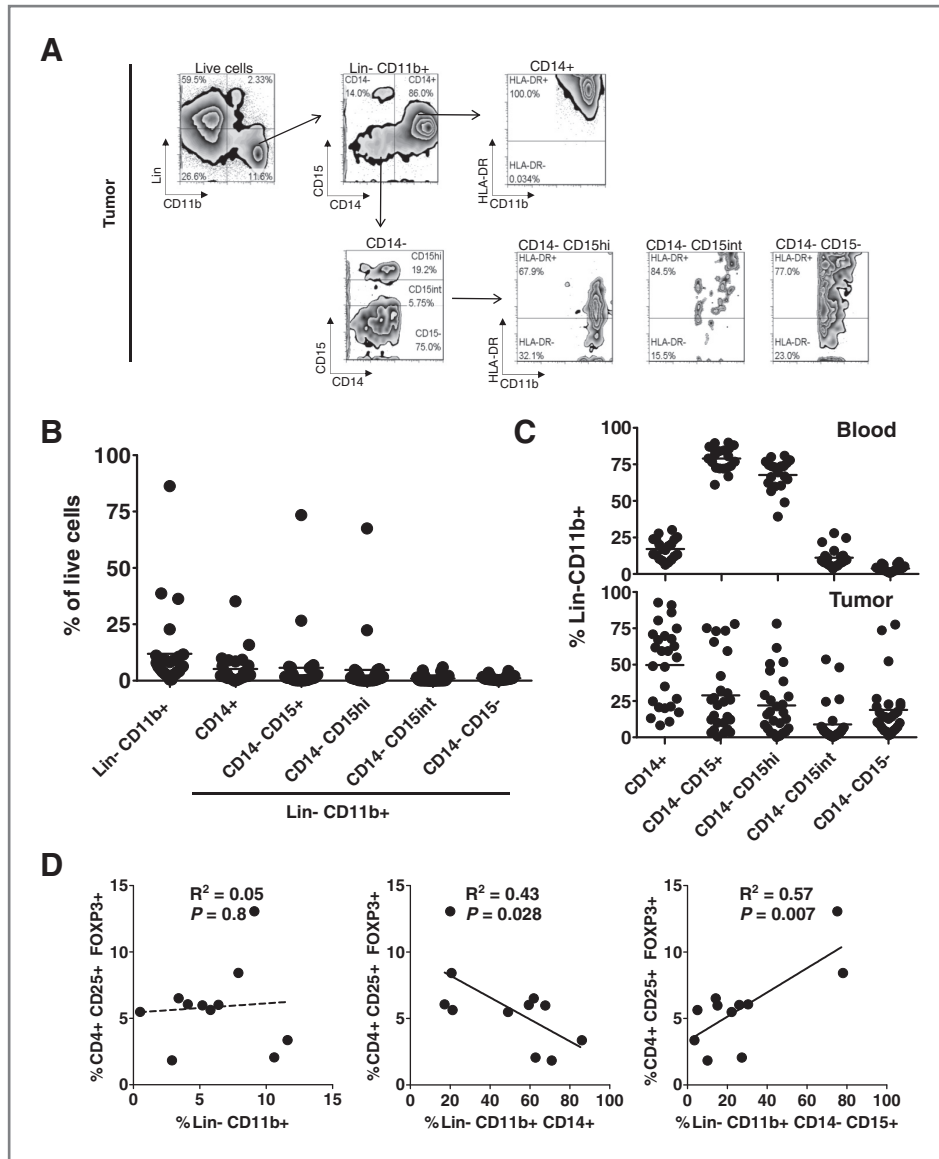 A
Tumor
Live cells
59.5% 2.33%
26.6% 11.6%
Lin
CD11b
Lin- CD11b+
CD14- CD14+
14.0% 86.0%
CD15
CD14
CD14+
HLA-DR+
100.0%
HLA-DR-
0.034%
HLA-DR
CD11b
CD14-
CD15hi
19.2%
CD15int
5.75%
CD15-
75.0%
CD15
CD14
CD14- CD15hi
HLA-DR+
67.9%
HLA-DR-
32.1%
HLA-DR
CD11b
CD14- CD15int
HLA-DR+
84.5%
HLA-DR-
15.5%
CD14- CD15-
HLA-DR+
77.0%
HLA-DR-
23.0%
B
% of live cells
100
75
50
25
0
Lin- CD11b+
CD14+
CD14- CD15+
CD14- CD15hi
CD14- CD15int
CD14- CD15-
Lin- CD11b+
C
% Lin-CD11b+
Blood
100
75
50
25
0
Tumor
100
75
50
25
0
CD14+
CD14- CD15+
CD14- CD15hi
CD14- CD15int
CD14- CD15-
D
%CD4+ CD25+ FOXP3+
15
10
5
0
R² = 0.05
P = 0.8
0 5 10 15
%Lin- CD11b+
%CD4+ CD25+ FOXP3+
15
10
5
0
R² = 0.43
P = 0.028
0 20 40 60 80 100
%Lin- CD11b+ CD14+
%CD4+ CD25+ FOXP3+
15
10
5
0
R² = 0.57
P = 0.007
0 20 40 60 80 100
%Lin- CD11b+ CD14- CD15+